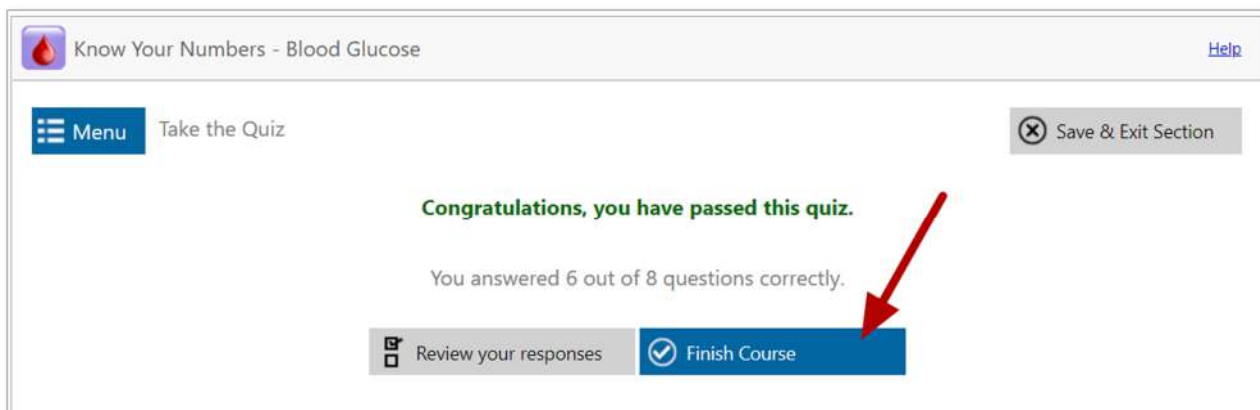 Know Your Numbers - Blood Glucose
Help
Menu
Take the Quiz
Save & Exit Section
Congratulations, you have passed this quiz.
You answered 6 out of 8 questions correctly.
Review your responses
Finish Course